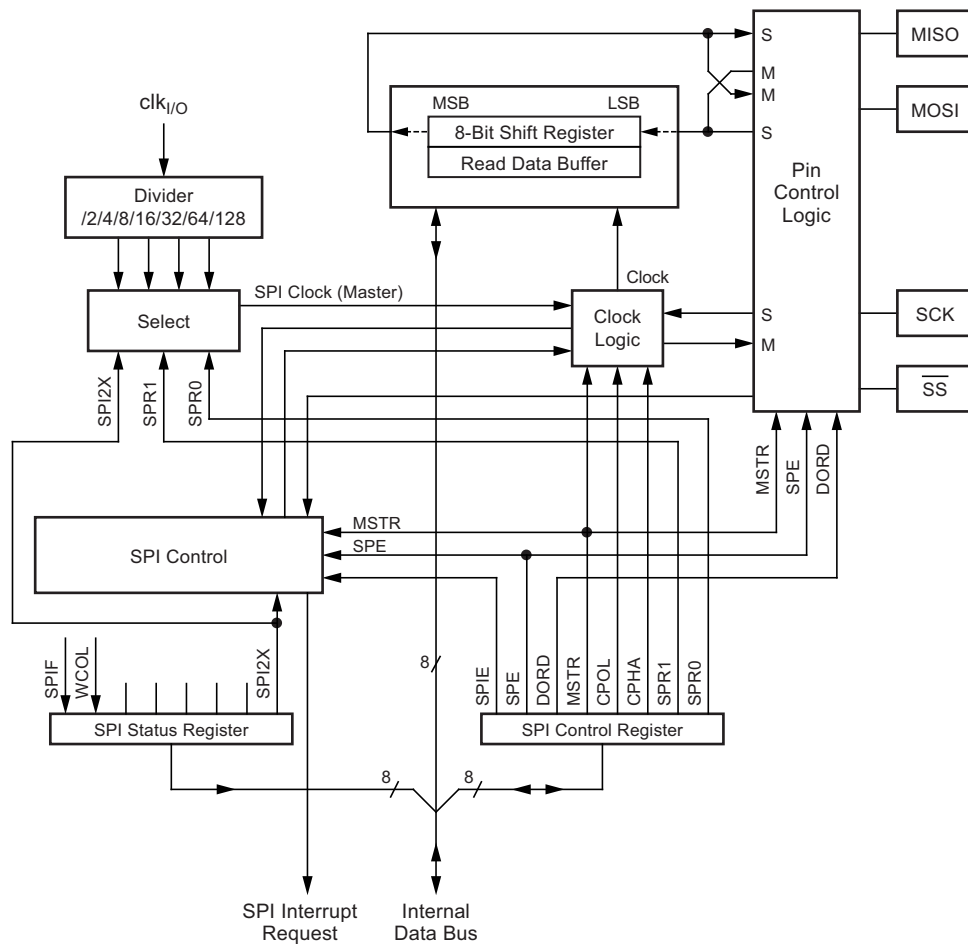 S
MISO
M
clkI/O
MSB
LSB
M
MOSI
8-Bit Shift Register
S
Read Data Buffer
Pin
Control
Logic
Divider
/2/4/8/16/32/64/128
Clock
SPI Clock (Master)
Select
Clock
Logic
S
SCK
M
SS
SPI2X
SPR1
SPR0
MSTR
SPE
DORD
MSTR
SPI Control
SPE
SPIF
WCOL
SPI2X
8
SPIE
SPE
DORD
MSTR
CPOL
CPHA
SPR1
SPR0
SPI Status Register
SPI Control Register
8
8
SPI Interrupt
Request
Internal
Data Bus